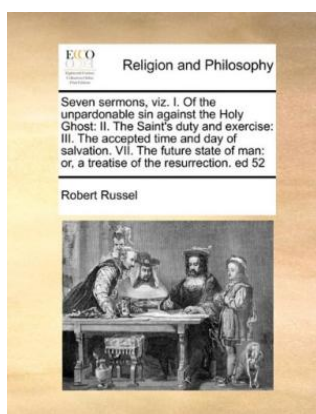 ECCO
Religion and Philosophy
Seven sermons, viz. I. Of the
unpardonable sin against the Holy
Ghost: II. The Saint's duty and exercise:
III. The accepted time and day of
salvation. VII. The future state of man:
or, a treatise of the resurrection. ed 52
Robert Russel